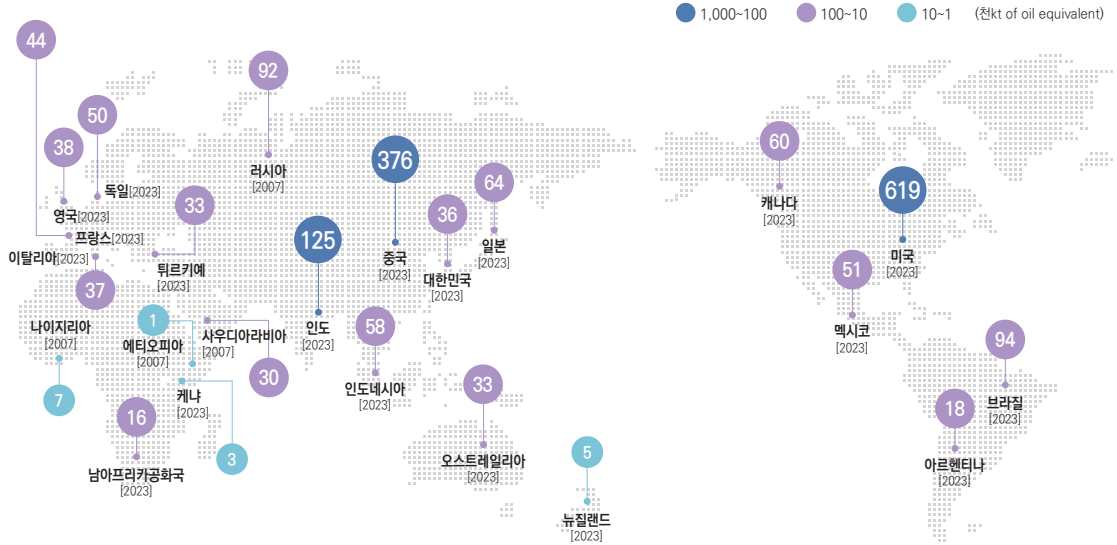 1,000~100 100~10 10~1 (천kt of oil equivalent)
44
92
50
38
러시아
[2007]
376
60
619
64
독일[2023]
영국[2023]
33
36
캐나다
[2023]
프랑스[2023]
125
일본
[2023]
이탈리아[2023]
튀르키예
[2023]
중국
[2023]
대한민국
[2023]
미국
[2023]
51
37
나이지리아
[2007]
1
에티오피아
[2007]
사우디아라비아
[2007]
인도
[2023]
58
멕시코
[2023]
94
7
케냐
[2023]
30
인도네시아
[2023]
33
브라질
[2023]
16
18
3
남아프리카공화국
[2023]
오스트레일리아
[2023]
5
아르헨티나
[2023]
뉴질랜드
[2023]